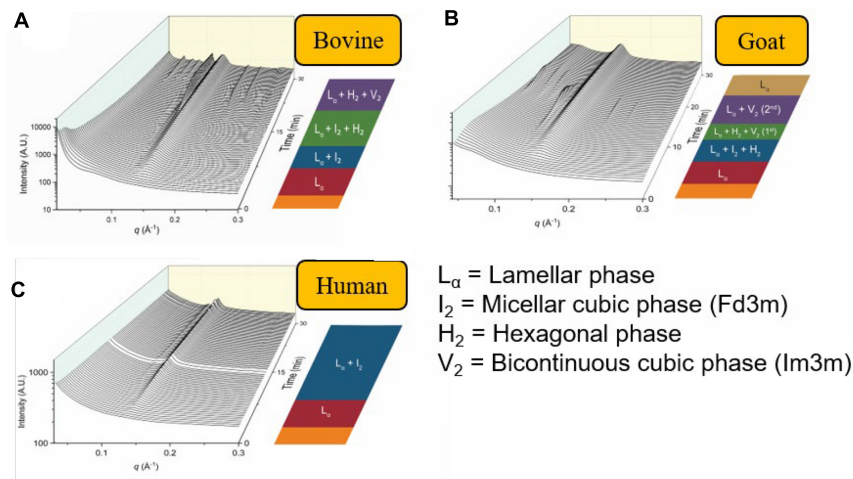 A
Bovine
10000
1000
100
10
Intensity (A.U.)
0.1
0.2
0.3
q (Å⁻¹)
0
15
30
Time (min)
Lα + H₂ + V₂
Lα + I₂ + H₂
Lα + I₂
Lα
B
Goat
Intensity (A.U.)
0.1
0.2
0.3
q (Å⁻¹)
0
10
20
30
Time (min)
Lα
Lα + V₂ (2ⁿᵈ)
Lα + H₂ + V₂ (1ˢᵗ)
Lα + I₂ + H₂
Lα
C
Human
1000
100
Intensity (A.U.)
0.1
0.2
0.3
q (Å⁻¹)
0
15
30
Time (min)
Lα + I₂
Lα
Lα = Lamellar phase
I₂ = Micellar cubic phase (Fd3m)
H₂ = Hexagonal phase
V₂ = Bicontinuous cubic phase (Im3m)